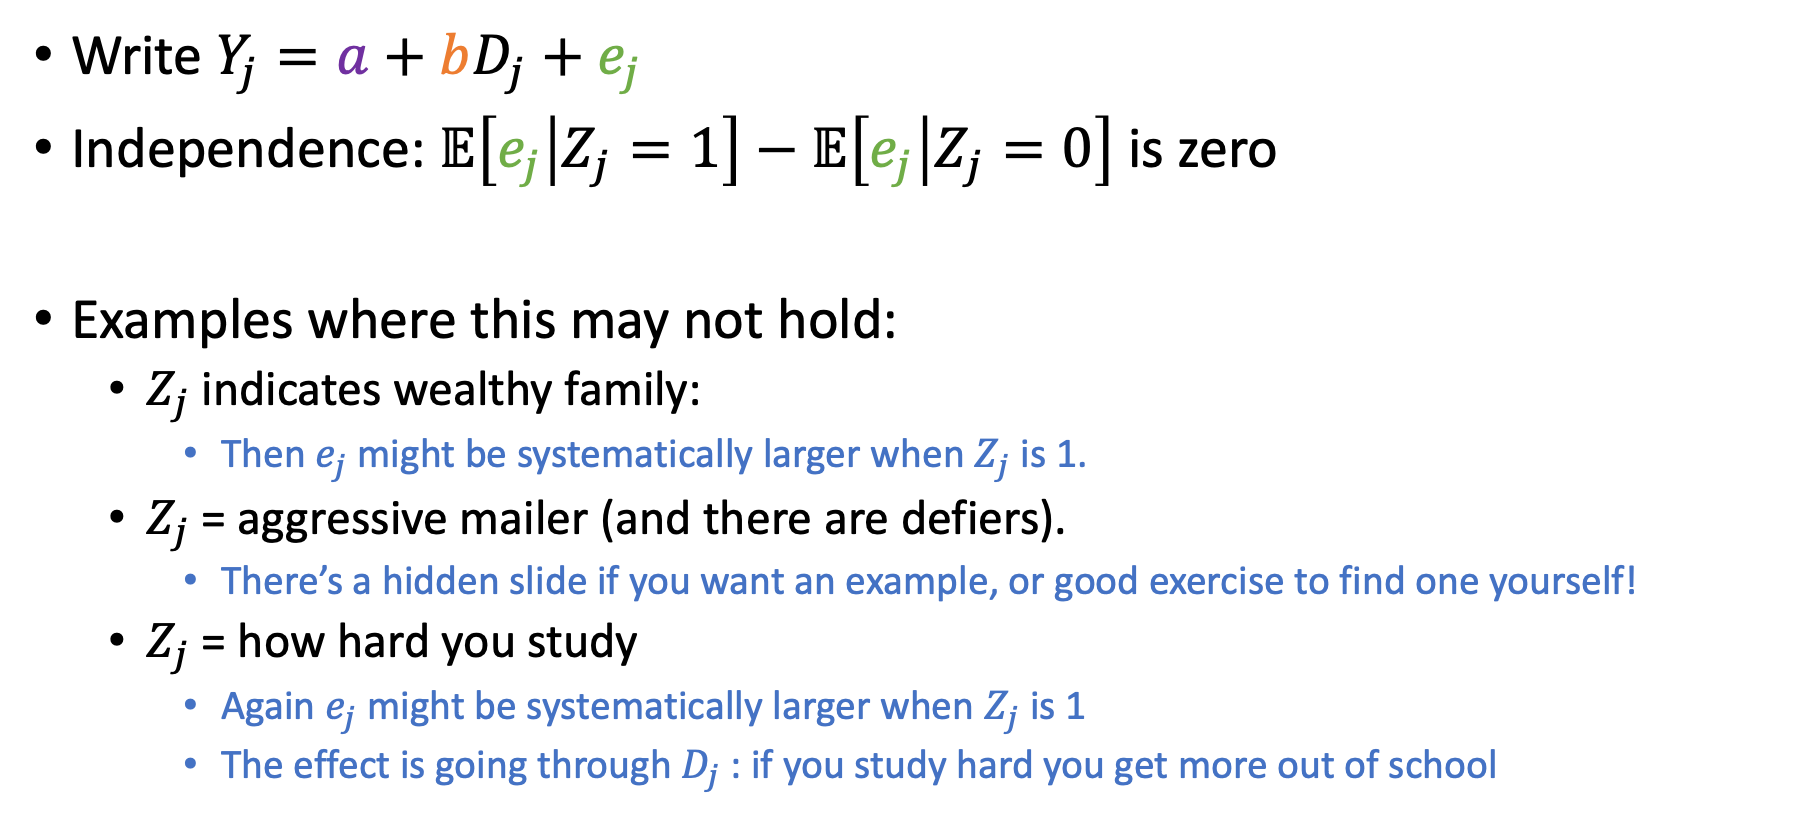 • Write Y_j = a + bD_j + e_j
• Independence: 𝔼[e_j|Z_j = 1] − 𝔼[e_j|Z_j = 0] is zero
• Examples where this may not hold:
• Z_j indicates wealthy family:
• Then e_j might be systematically larger when Z_j is 1.
• Z_j = aggressive mailer (and there are defiers).
• There’s a hidden slide if you want an example, or good exercise to find one yourself!
• Z_j = how hard you study
• Again e_j might be systematically larger when Z_j is 1
• The effect is going through D_j : if you study hard you get more out of school